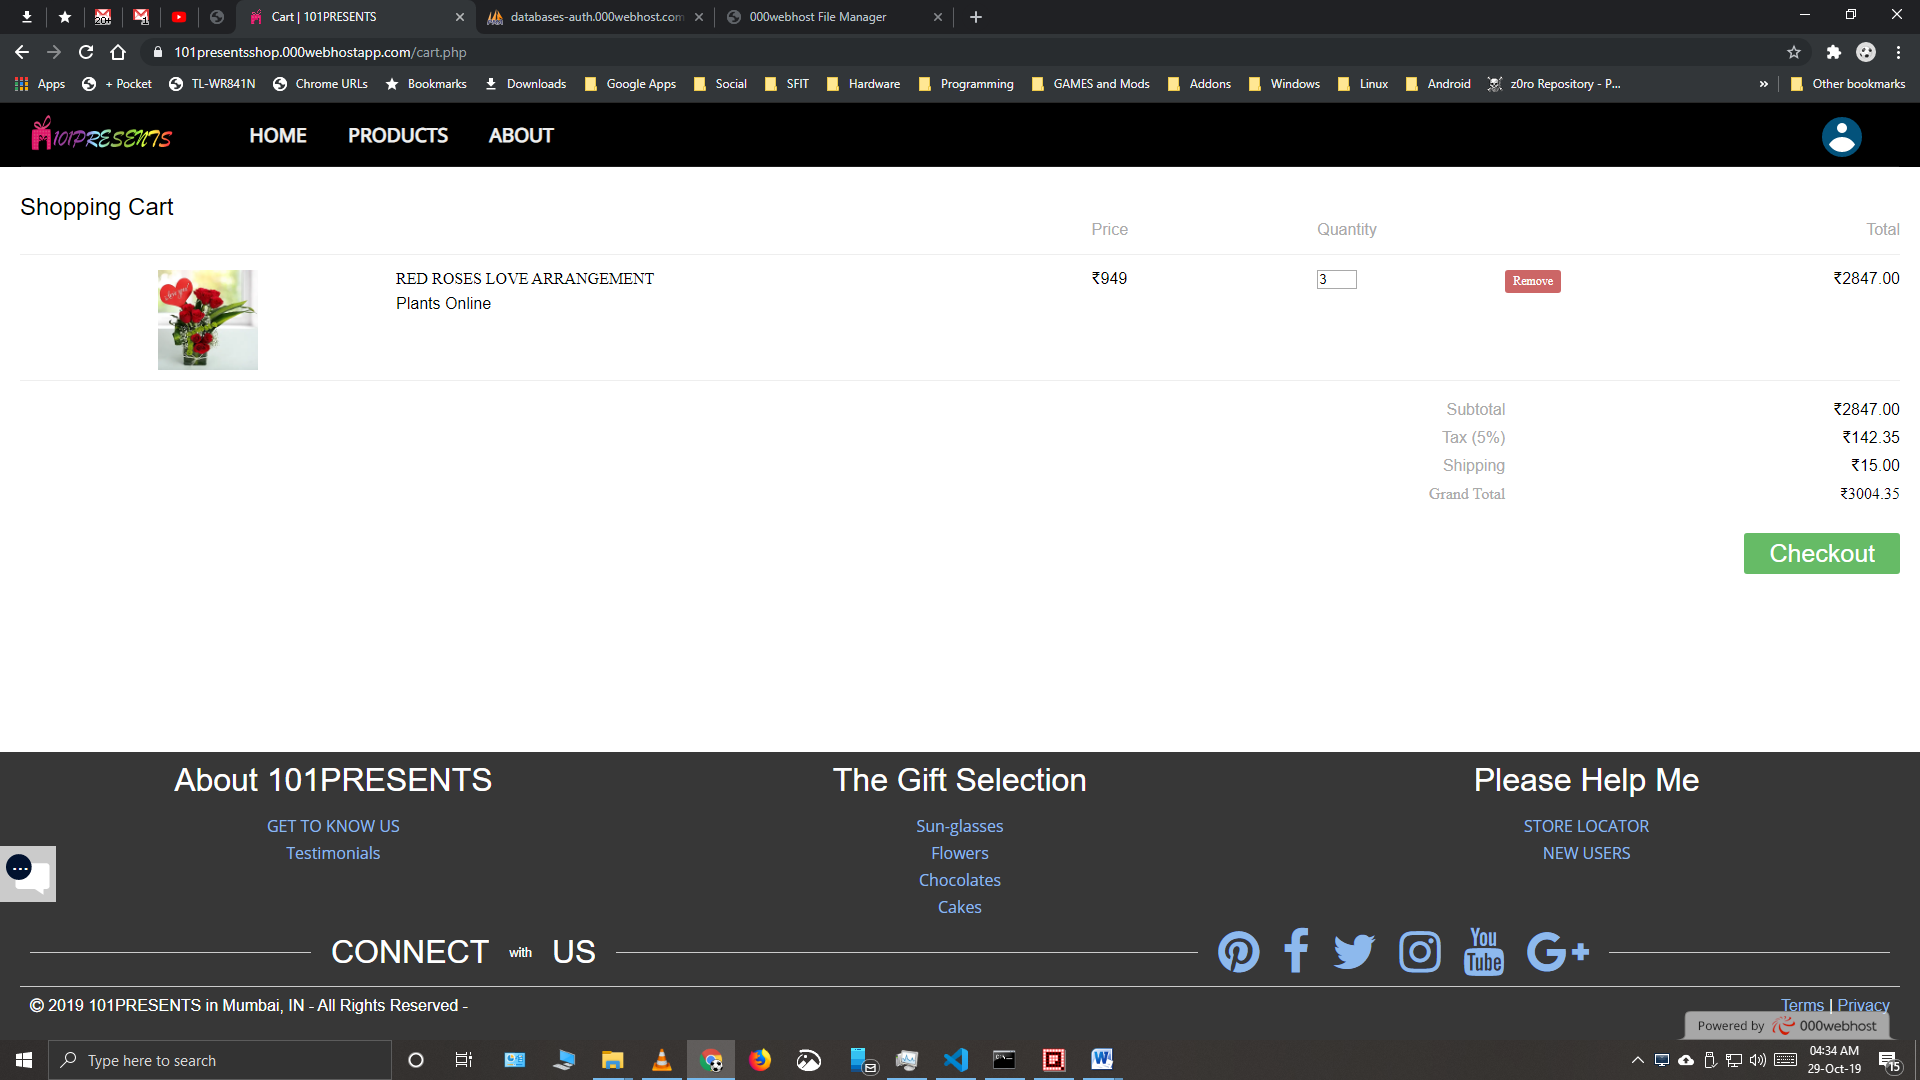 20+
1
Cart | 101PRESENTS
databases-auth.000webhost.com
000webhost File Manager
101presentsshop.000webhostapp.com/cart.php
Apps
+ Pocket
TL-WR841N
Chrome URLs
Bookmarks
Downloads
Google Apps
Social
SFIT
Hardware
Programming
GAMES and Mods
Addons
Windows
Linux
Android
z0ro Repository - P...
»
Other bookmarks
101PRESENTS
HOME
PRODUCTS
ABOUT
Shopping Cart
Price
Quantity
Total
RED ROSES LOVE ARRANGEMENT
₹949
3
Remove
₹2847.00
Plants Online
Subtotal
₹2847.00
Tax (5%)
₹142.35
Shipping
₹15.00
Grand Total
₹3004.35
Checkout
About 101PRESENTS
GET TO KNOW US
Testimonials
The Gift Selection
Sun-glasses
Flowers
Chocolates
Cakes
Please Help Me
STORE LOCATOR
NEW USERS
CONNECT with US
You
Tube
G+
© 2019 101PRESENTS in Mumbai, IN - All Rights Reserved -
Terms | Privacy
Powered by 000webhost
Type here to search
04:34 AM
29-Oct-19
15